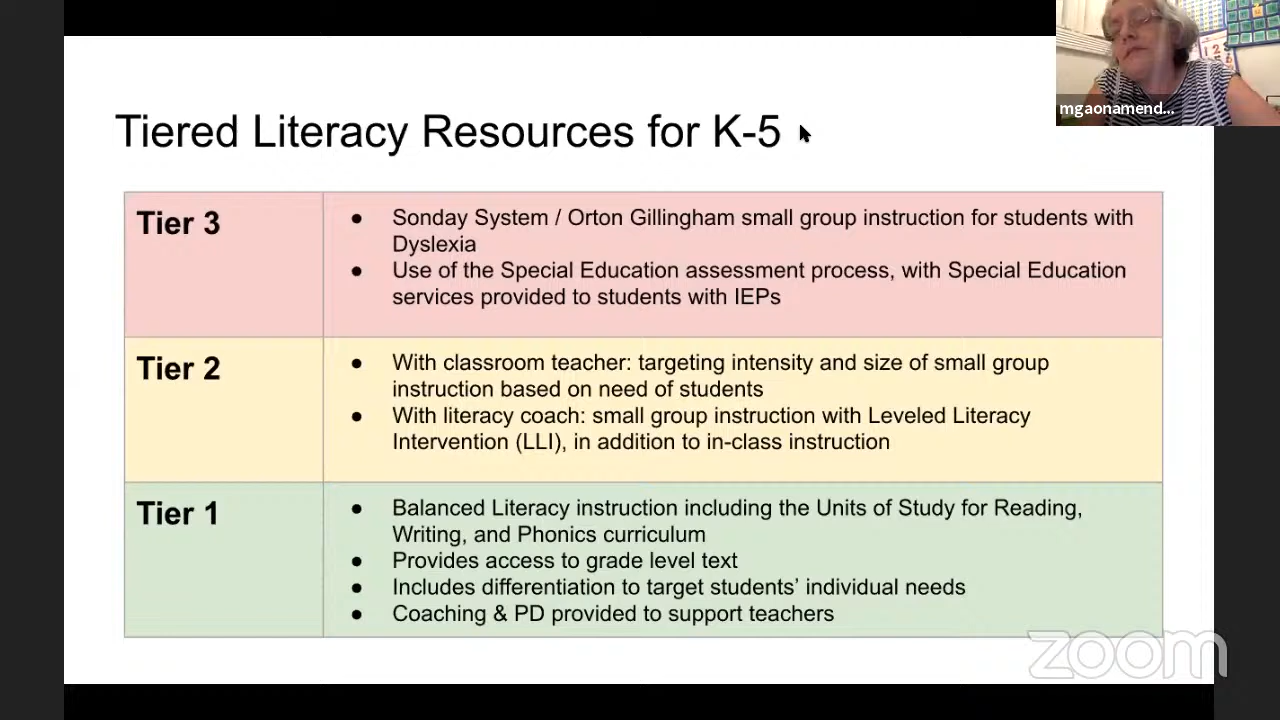 mgaonamend...
Tiered Literacy Resources for K-5
Tier 3
● Sonday System / Orton Gillingham small group instruction for students with
Dyslexia
● Use of the Special Education assessment process, with Special Education
services provided to students with IEPs
Tier 2
● With classroom teacher: targeting intensity and size of small group
instruction based on need of students
● With literacy coach: small group instruction with Leveled Literacy
Intervention (LLI), in addition to in-class instruction
Tier 1
● Balanced Literacy instruction including the Units of Study for Reading,
Writing, and Phonics curriculum
● Provides access to grade level text
● Includes differentiation to target students’ individual needs
● Coaching & PD provided to support teachers
zoom